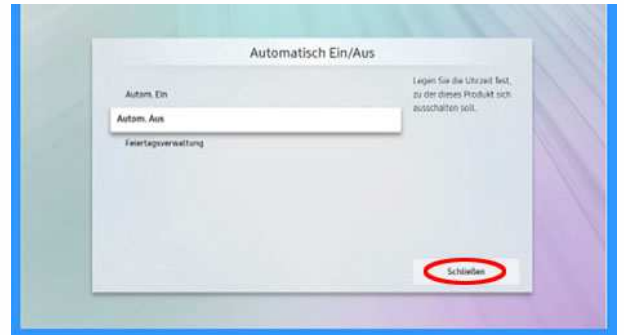 Automatisch Ein/Aus
Autom. Ein
Autom. Aus
Feiertagsverwaltung
Legen Sie die Uhrzeit fest,
zu der dieses Produkt sich
ausschalten soll.
Schließen